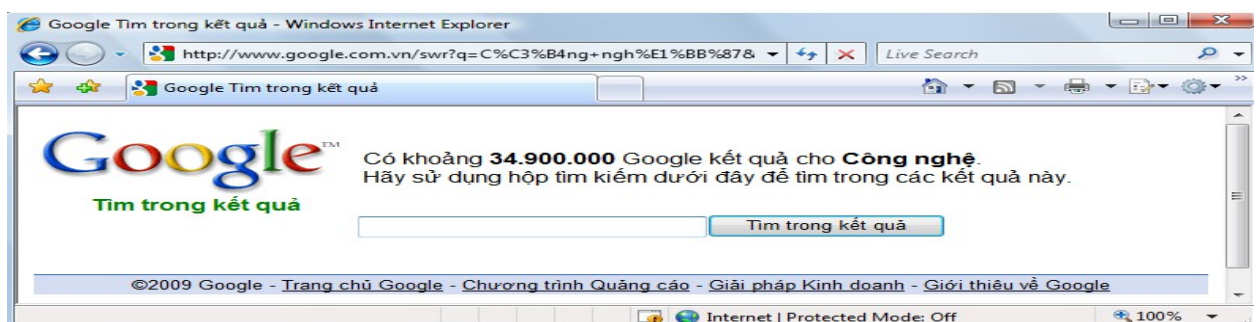 Google Tìm trong kết quả - Windows Internet Explorer
http://www.google.com.vn/swr?q=C%C3%B4ng+ngh%E1%BB%87&
Live Search
Google Tìm trong kết quả
Google™
Tìm trong kết quả
Có khoảng 34.900.000 Google kết quả cho Công nghệ.
Hãy sử dụng hộp tìm kiếm dưới đây để tìm trong các kết quả này.
Tìm trong kết quả
©2009 Google - Trang chủ Google - Chương trình Quảng cáo - Giải pháp Kinh doanh - Giới thiệu về Google
Internet | Protected Mode: Off
100%